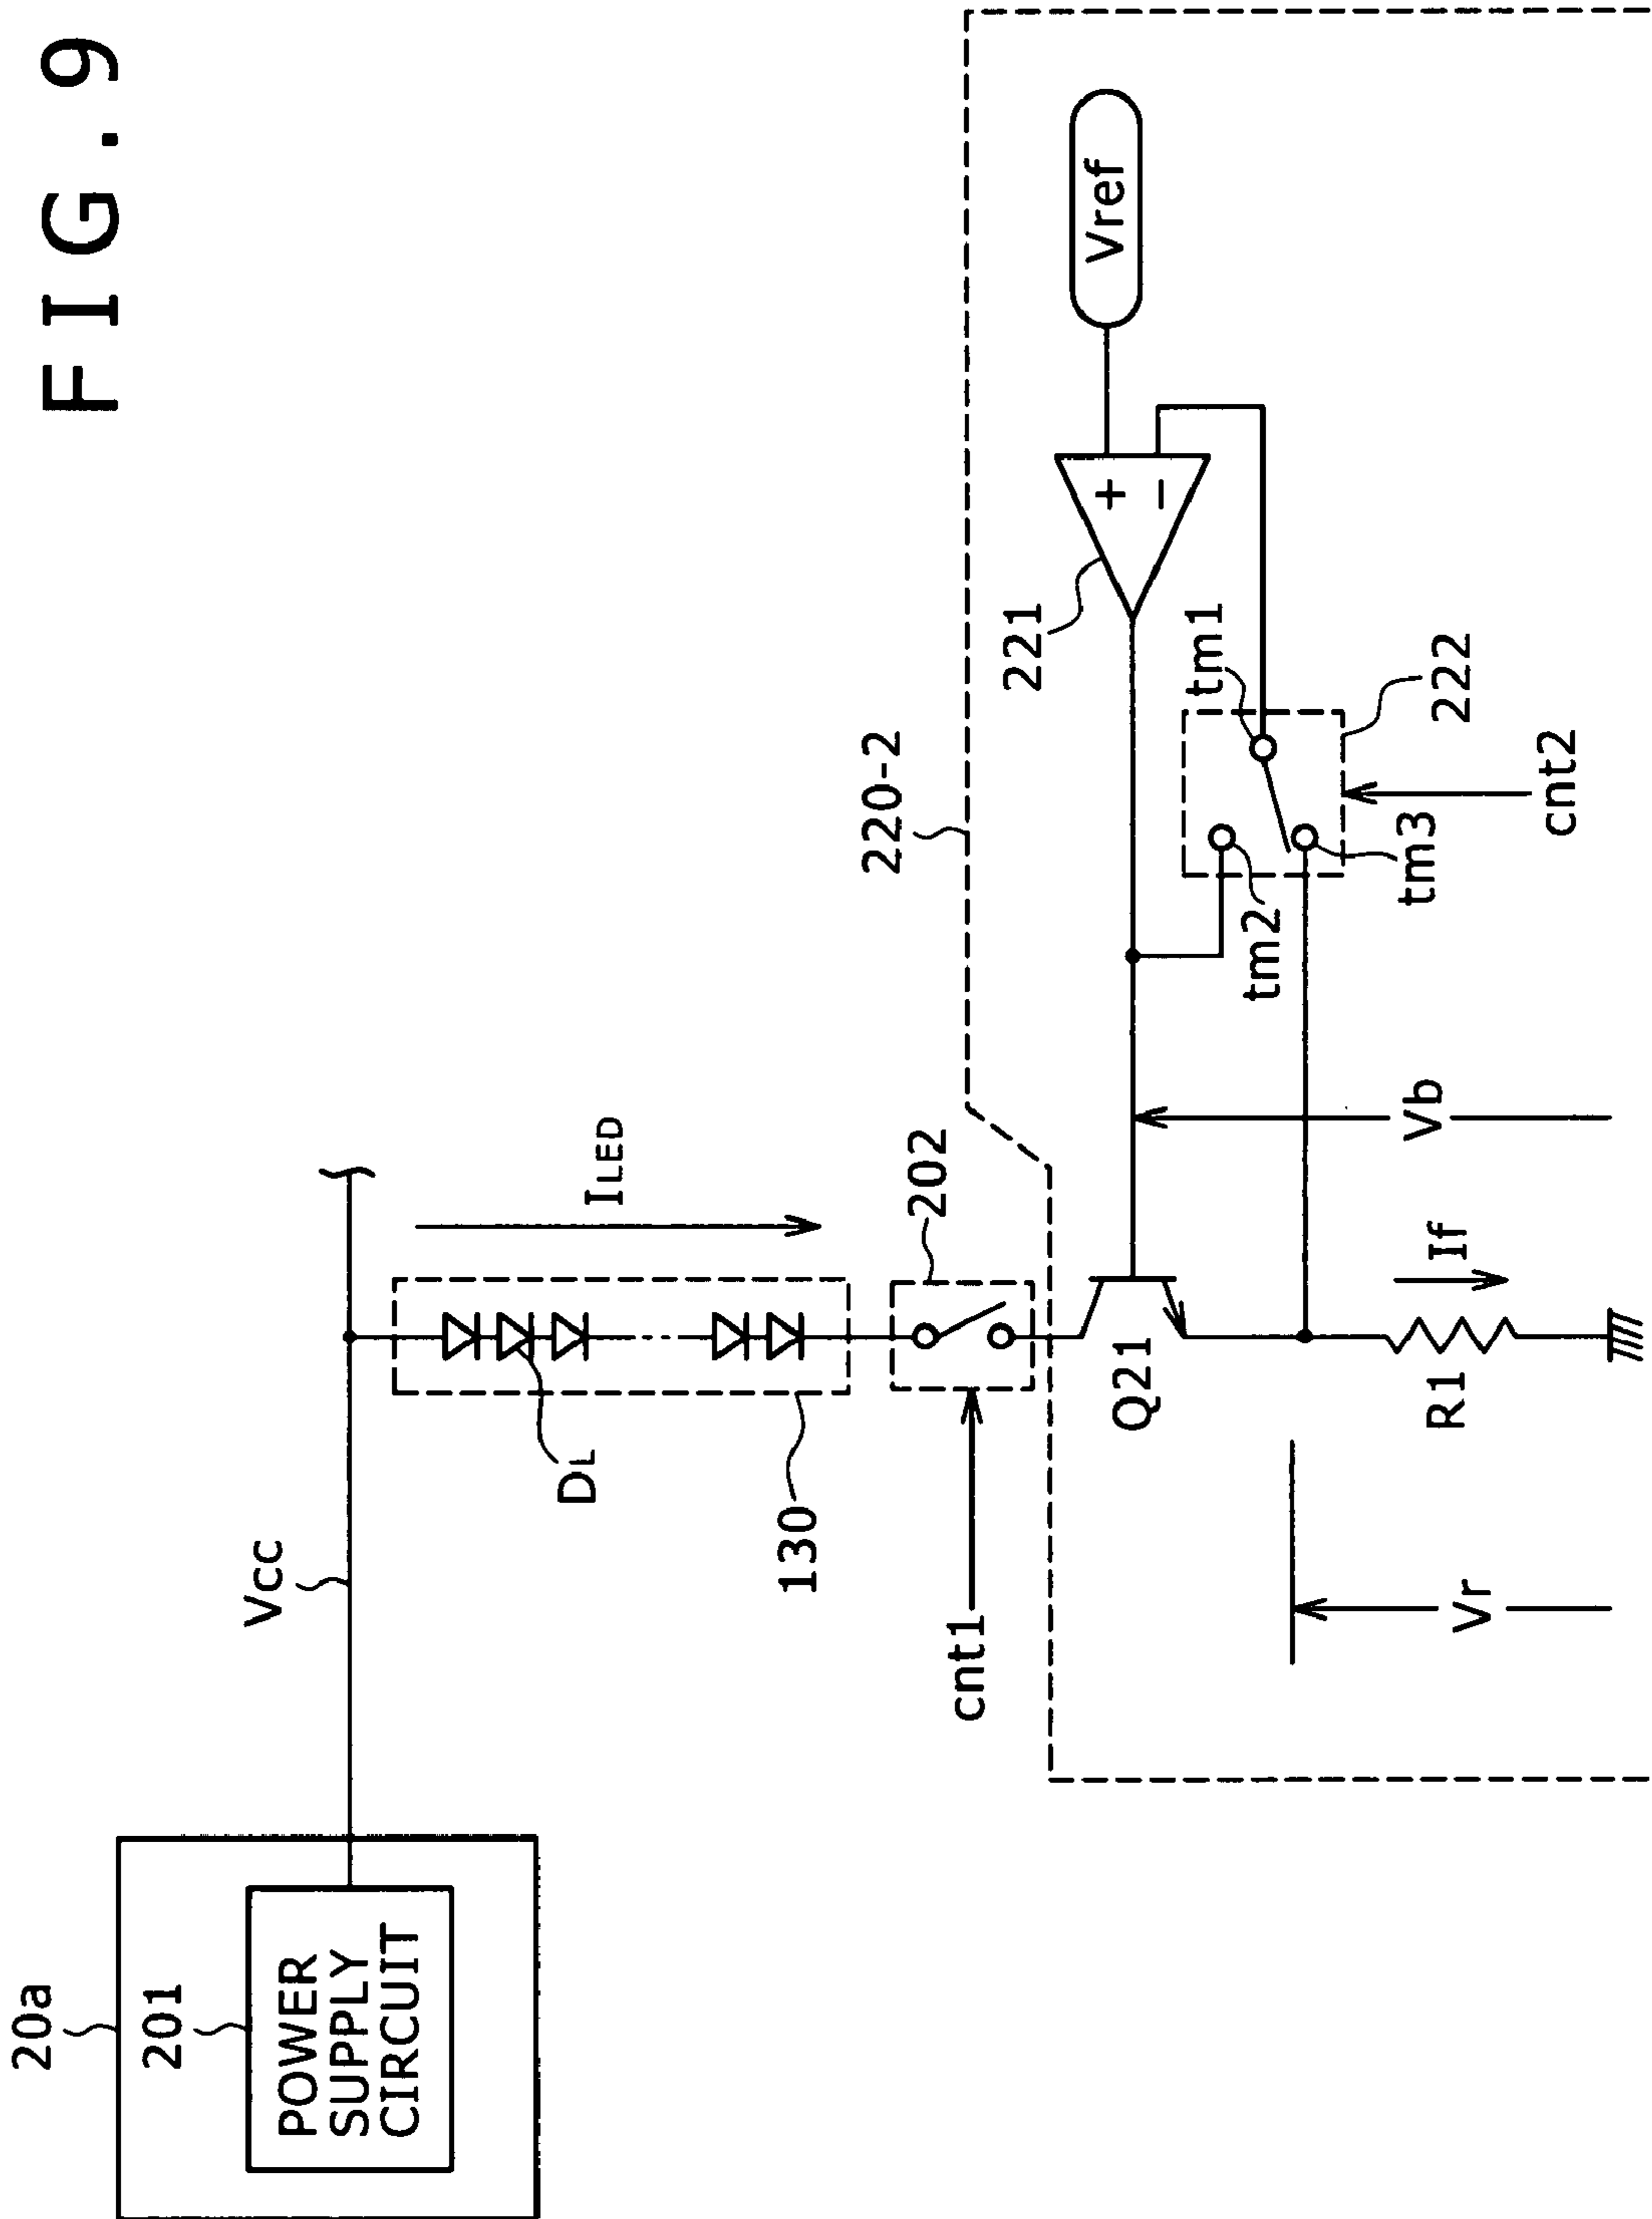 FIG. 9
20a
201
POWER
SUPPLY
CIRCUIT
Vcc
DL
ILED
130
202
cnt1
220-2
221
Vref
+
−
tm1
tm2
tm3
222
cnt2
Q21
Vb
R1
If
Vr